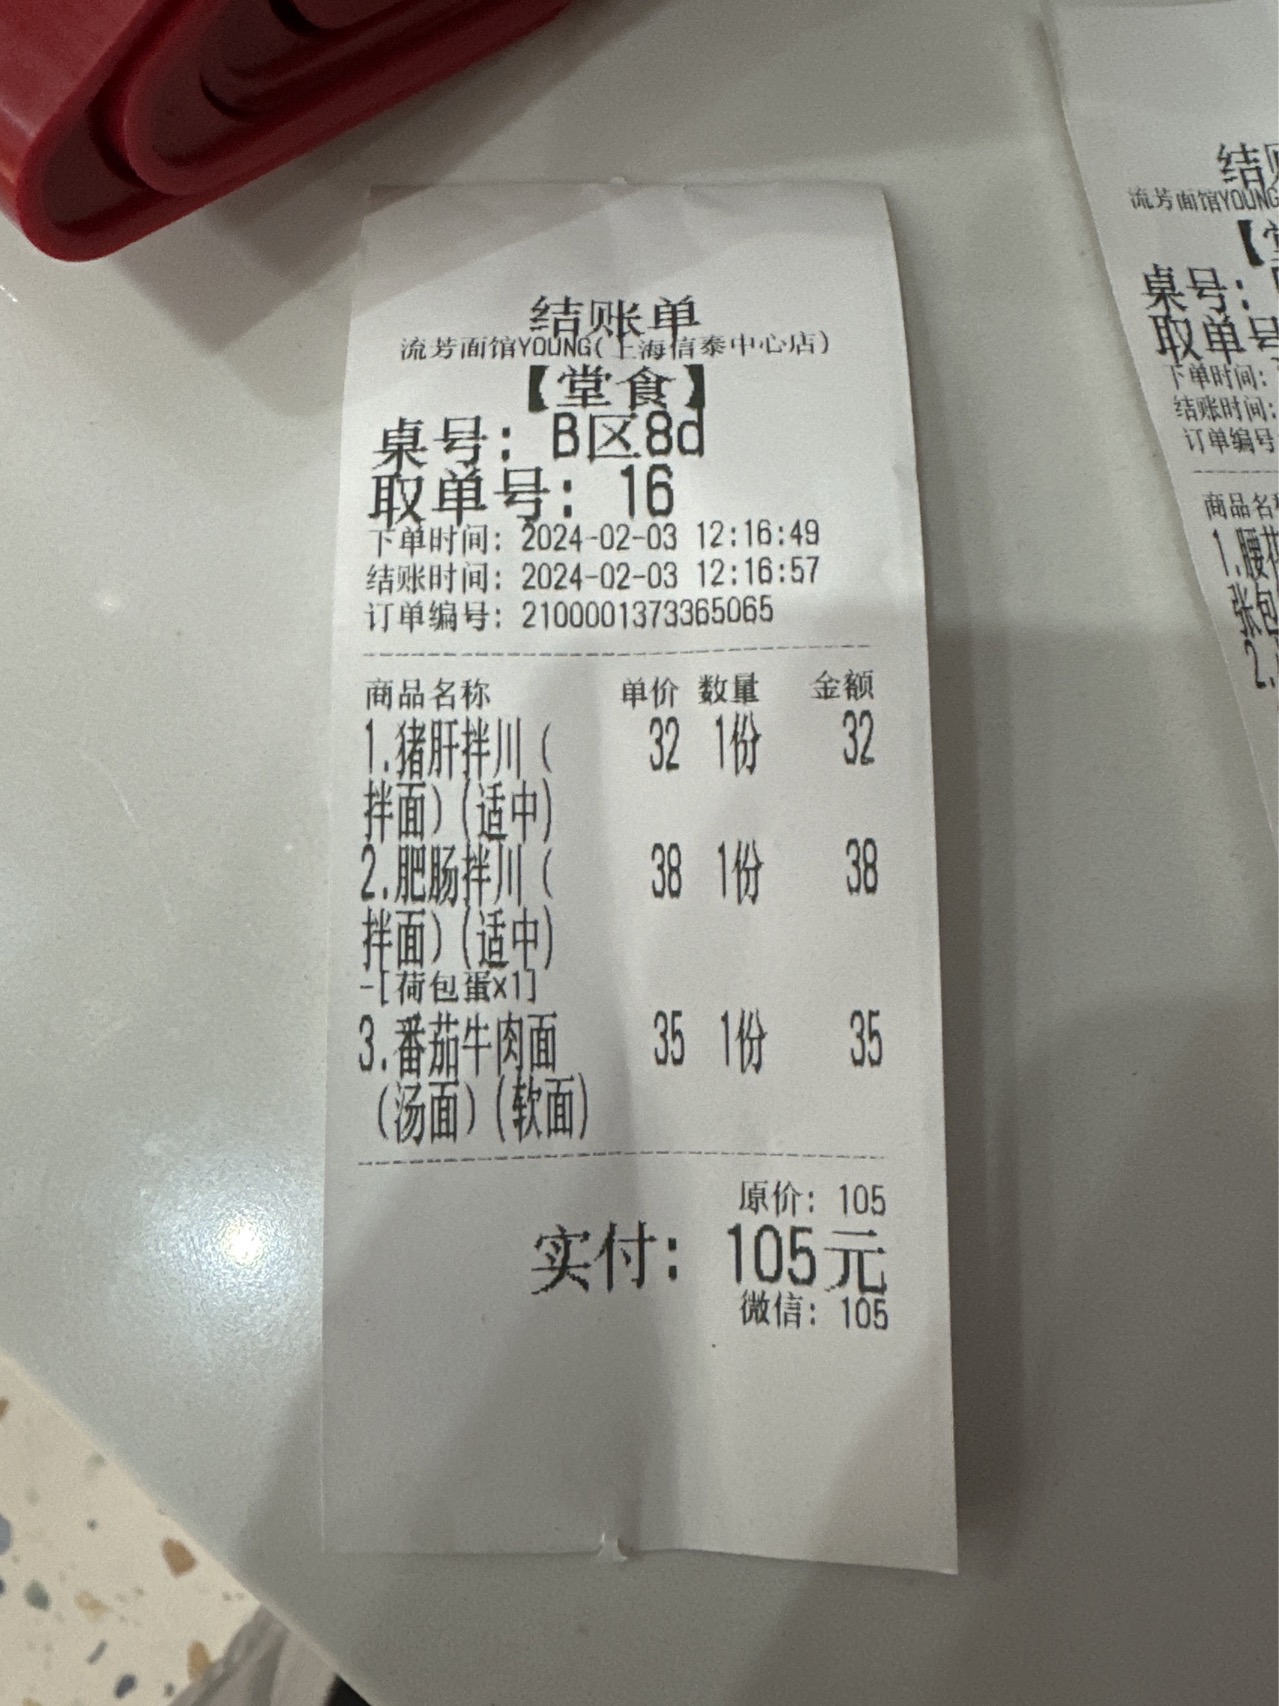 结账单
流芳面馆YOUNG(上海信泰中心店)
【堂食】
桌号: B区8d
取单号: 16
下单时间: 2024-02-03 12:16:49
结账时间: 2024-02-03 12:16:57
订单编号: 2100001373365065
商品名称 单价 数量 金额
1.猪肝拌川( 32 1份 32
拌面)(适中)
2.肥肠拌川( 38 1份 38
拌面)(适中)
-[荷包蛋x1]
3.番茄牛肉面 35 1份 35
(汤面)(软面)
原价: 105
实付: 105元
微信: 105
流芳面馆YOUNG
桌号:
取单号
下单时间:
结账时间:
订单编号
商品名
1.腰
张包
2.